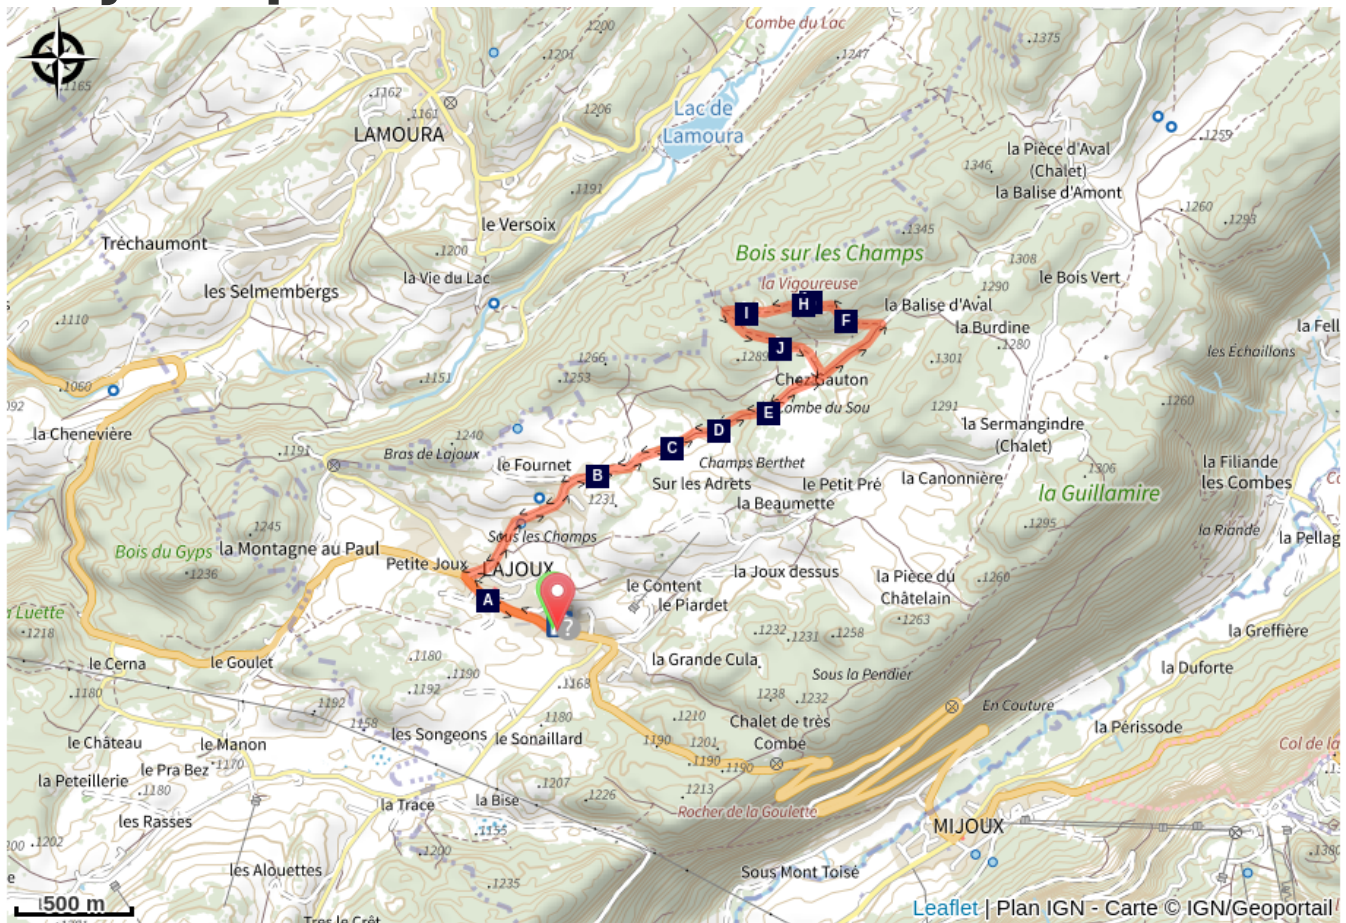 Combe du Lac
1200
1375
1201
1247
1165
1162
1161
1206
LAMOURA
Lac de
Lamoura
1259
la Pièce d'Aval
(Chalet)
1346
la Balise d'Amont
1191
1260
1293
le Versoix
1345
Tréchaumont
1200
Bois sur les Champs
1308
la Vie du Lac
le Bois Vert
les Selmembergs
la Vigoureuse
1290
H
I
F
la Balise d'Aval
1110
la Burdine
la Fell
J
1280
les Échaillons
1266
1289
1301
1060
1151
1253
Chez Gauton
092
E
Combe du Sou
1291
1260
la Chenevière
D
la Sermangindre
(Chalet)
1240
C
1191
Bras de Lajoux
le Fournet
B
Champs Berthet
1306
la Filiande
les Combes
Sur les Adrets
le Petit Pré
la Canonnière
1231
la Beaumette
la Guillamire
1245
Sous les Champs
1295
la Riande
la Pellag
Bois du Gyps
la Montagne au Paul
Petite Joux
LAJOUX
1236
le Content
la Joux dessus
la Pièce du
Châtelain
1260
A
le Piardet
a Luette
?
1263
1218
1232
1231
1258
la Greffière
le Cerna
le Goulet
1180
la Grande Cula
la Duforte
1190
Sous la Pendier
1180
1192
1168
1238
1232
En Couture
1192
1158
1180
1210
Chalet de très
Combe
la Périssode
le Château
le Manon
les Songeons
le Sonaillard
1190
1201
Col de la
1170
1190
1190
la Peteillerie
le Pra Bez
1180
1207
1213
la Trace
la Bise
1226
Rocher de la Goulette
les Rasses
1155
MIJOUX
1202
200
1200
1380
les Alouettes
1235
Sous Mont Toisé
e
500 m
Tres le Crêt
Leaflet | Plan IGN - Carte © IGN/Geoportail